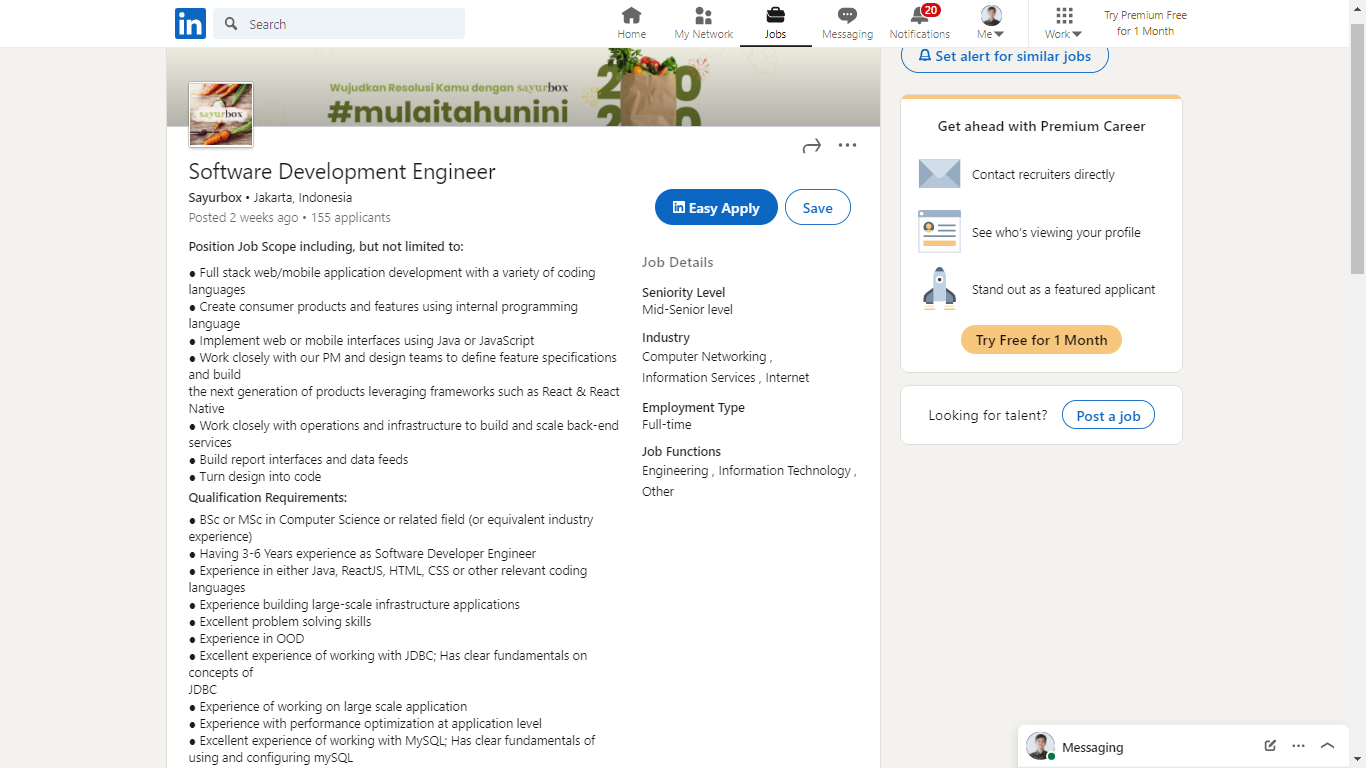 Search
Home
My Network
Jobs
Messaging
20
Notifications
Me
Work
Try Premium Free
for 1 Month
Wujudkan Resolusi Kamu dengan sayurbox
#mulaitahunini
2020
sayurbox
Set alert for similar jobs
Software Development Engineer
Sayurbox • Jakarta, Indonesia
Posted 2 weeks ago • 155 applicants
in Easy Apply
Save
Position Job Scope including, but not limited to:
● Full stack web/mobile application development with a variety of coding
languages
● Create consumer products and features using internal programming
language
● Implement web or mobile interfaces using Java or JavaScript
● Work closely with our PM and design teams to define feature specifications
and build
the next generation of products leveraging frameworks such as React & React
Native
● Work closely with operations and infrastructure to build and scale back-end
services
● Build report interfaces and data feeds
● Turn design into code
Qualification Requirements:
● BSc or MSc in Computer Science or related field (or equivalent industry
experience)
● Having 3-6 Years experience as Software Developer Engineer
● Experience in either Java, ReactJS, HTML, CSS or other relevant coding
languages
● Experience building large-scale infrastructure applications
● Excellent problem solving skills
● Experience in OOD
● Excellent experience of working with JDBC; Has clear fundamentals on
concepts of
JDBC
● Experience of working on large scale application
● Experience with performance optimization at application level
● Excellent experience of working with MySQL; Has clear fundamentals of
using and configuring mySQL
Job Details
Seniority Level
Mid-Senior level
Industry
Computer Networking ,
Information Services , Internet
Employment Type
Full-time
Job Functions
Engineering , Information Technology ,
Other
Get ahead with Premium Career
Contact recruiters directly
See who's viewing your profile
Stand out as a featured applicant
Try Free for 1 Month
Looking for talent?
Post a job
Messaging